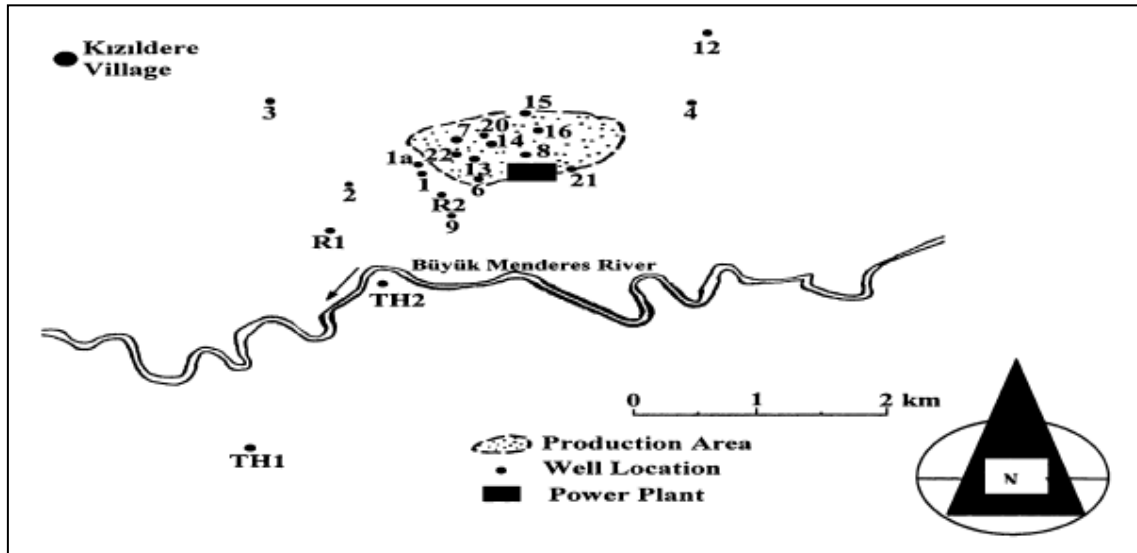 Kızıldere
Village
12
3
4
15
20
7
16
14
1a
22
8
13
1
6
21
2
R2
9
R1
Büyük Menderes River
TH2
0 1 2 km
Production Area
TH1
Well Location
Power Plant
N